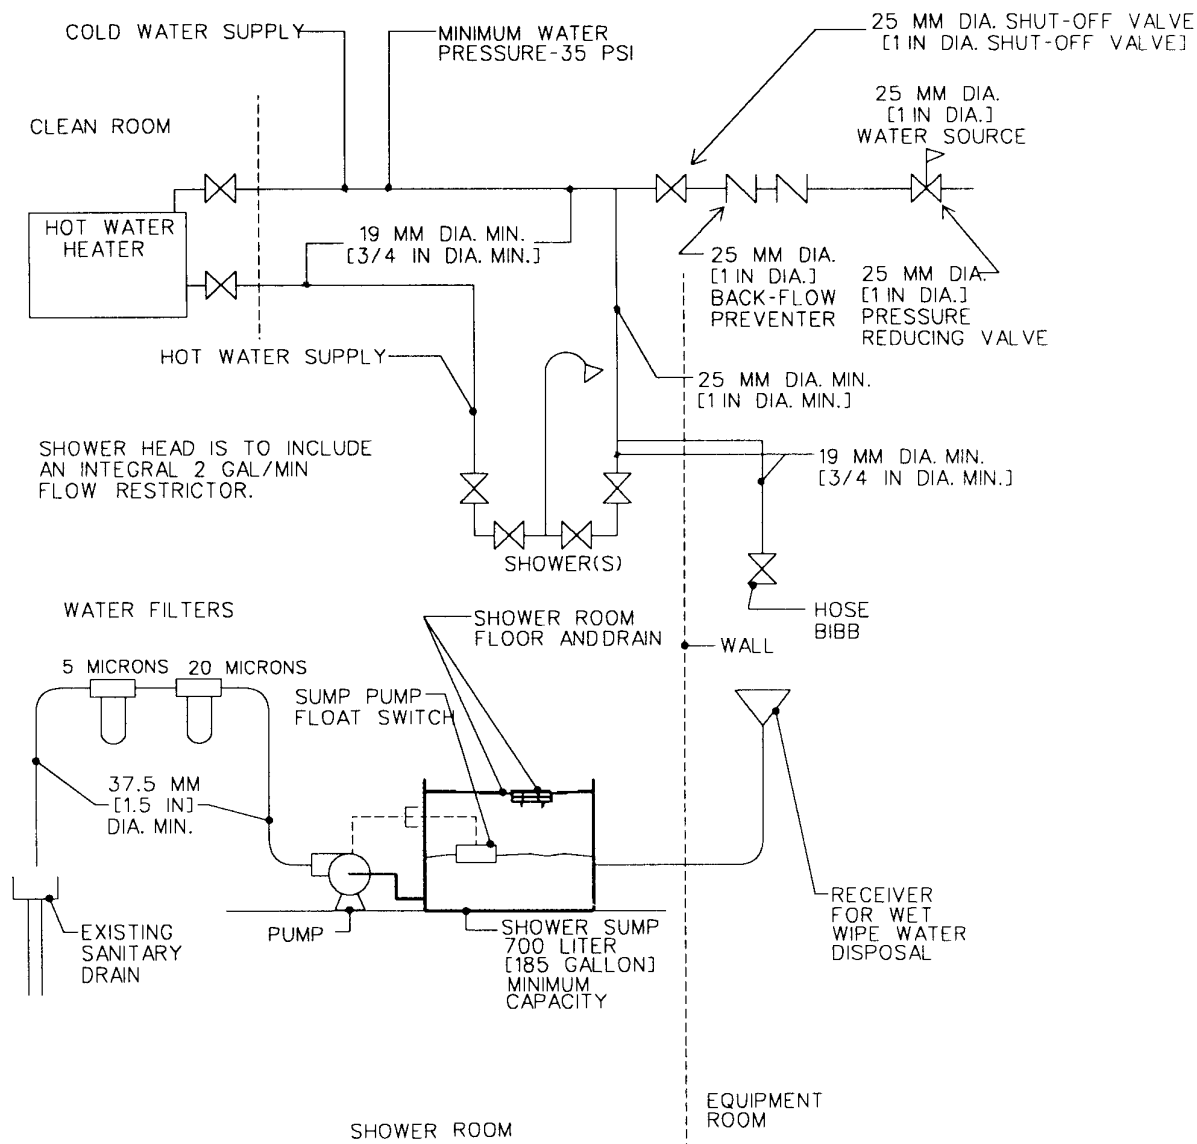 COLD WATER SUPPLY
MINIMUM WATER
PRESSURE-35 PSI
25 MM DIA. SHUT-OFF VALVE
[1 IN DIA. SHUT-OFF VALVE]
25 MM DIA.
[1 IN DIA.]
WATER SOURCE
CLEAN ROOM
HOT WATER
HEATER
19 MM DIA. MIN.
[3/4 IN DIA. MIN.]
25 MM DIA.
[1 IN DIA.]
BACK-FLOW
PREVENTER
25 MM DIA.
[1 IN DIA.]
PRESSURE
REDUCING VALVE
HOT WATER SUPPLY
25 MM DIA. MIN.
[1 IN DIA. MIN.]
SHOWER HEAD IS TO INCLUDE
AN INTEGRAL 2 GAL/MIN
FLOW RESTRICTOR.
19 MM DIA. MIN.
[3/4 IN DIA. MIN.]
SHOWER(S)
HOSE
BIBB
WATER FILTERS
SHOWER ROOM
FLOOR AND DRAIN
WALL
5 MICRONS
20 MICRONS
SUMP PUMP
FLOAT SWITCH
37.5 MM
[1.5 IN]
DIA. MIN.
EXISTING
SANITARY
DRAIN
PUMP
SHOWER SUMP
700 LITER
[185 GALLON]
MINIMUM
CAPACITY
RECEIVER
FOR WET
WIPE WATER
DISPOSAL
EQUIPMENT
ROOM
SHOWER ROOM